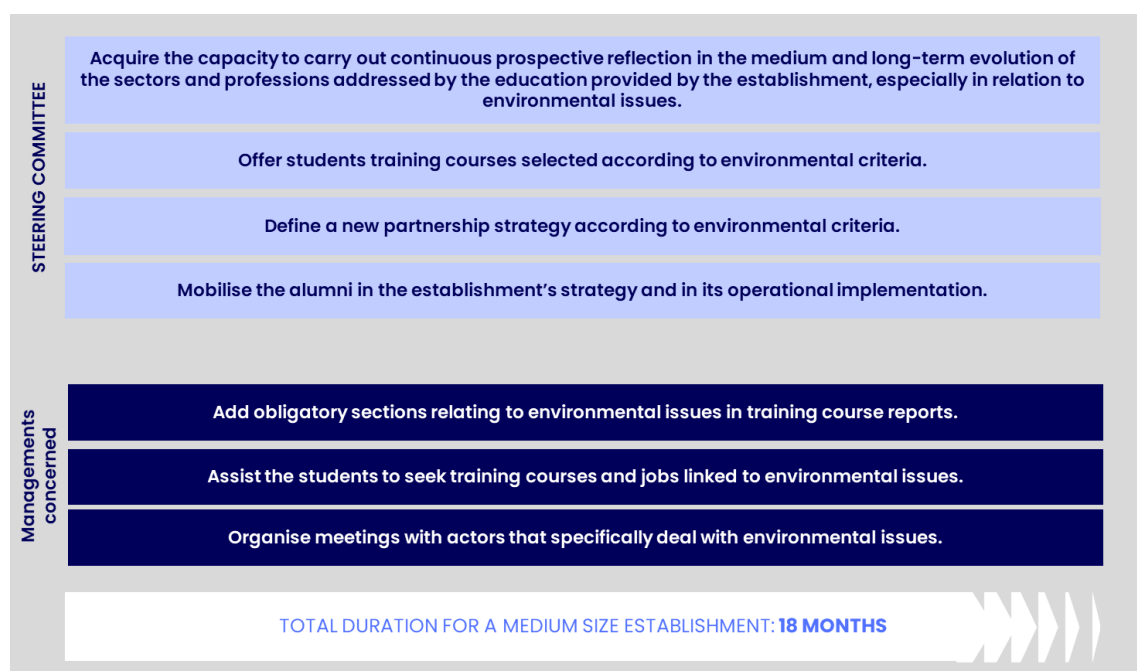 STEERING COMMITTEE
Acquire the capacity to carry out continuous prospective reflection in the medium and long-term evolution of
the sectors and professions addressed by the education provided by the establishment, especially in relation to
environmental issues.
Offer students training courses selected according to environmental criteria.
Define a new partnership strategy according to environmental criteria.
Mobilise the alumni in the establishment's strategy and in its operational implementation.
Managements
concerned
Add obligatory sections relating to environmental issues in training course reports.
Assist the students to seek training courses and jobs linked to environmental issues.
Organise meetings with actors that specifically deal with environmental issues.
TOTAL DURATION FOR A MEDIUM SIZE ESTABLISHMENT: 18 MONTHS